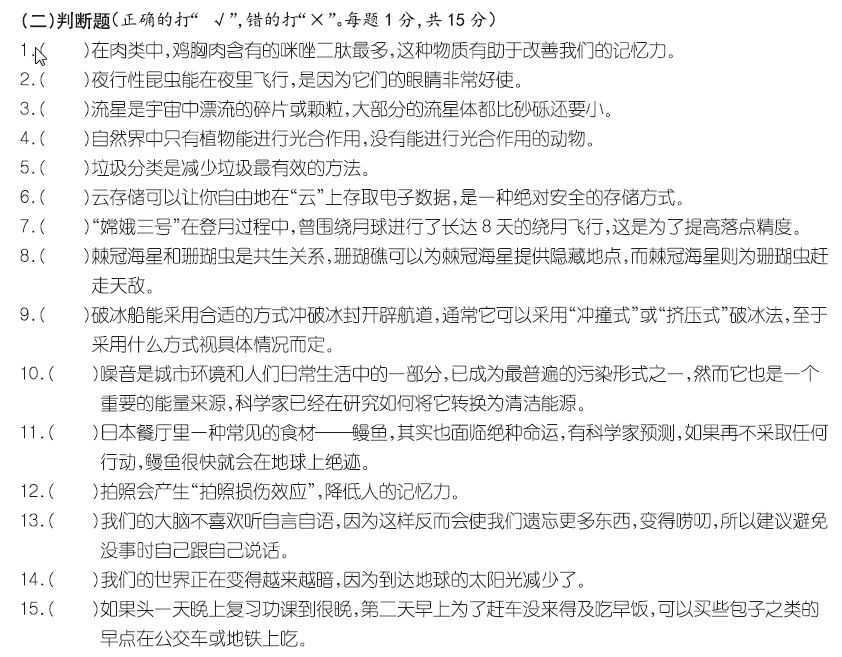 (二)判断题(正确的打“ √”,错的打“×”。每题1分,共15分)
1.(  )在肉类中,鸡胸肉含有的咪唑二肽最多,这种物质有助于改善我们的记忆力。
2.(  )夜行性昆虫能在夜里飞行,是因为它们的眼睛非常好使。
3.(  )流星是宇宙中漂流的碎片或颗粒,大部分的流星体都比砂砾还要小。
4.(  )自然界中只有植物能进行光合作用,没有能进行光合作用的动物。
5.(  )垃圾分类是减少垃圾最有效的方法。
6.(  )云存储可以让你自由地在“云”上存取电子数据,是一种绝对安全的存储方式。
7.(  )“嫦娥三号”在登月过程中,曾围绕月球进行了长达8天的绕月飞行,这是为了提高落点精度。
8.(  )棘冠海星和珊瑚虫是共生关系,珊瑚礁可以为棘冠海星提供隐藏地点,而棘冠海星则为珊瑚虫赶
走天敌。
9.(  )破冰船能采用合适的方式冲破冰封开辟航道,通常它可以采用“冲撞式”或“挤压式”破冰法,至于
采用什么方式视具体情况而定。
10.(  )噪音是城市环境和人们日常生活中的一部分,已成为最普遍的污染形式之一,然而它也是一个
重要的能量来源,科学家已经在研究如何将它转换为清洁能源。
11.(  )日本餐厅里一种常见的食材——鳗鱼,其实也面临绝种命运,有科学家预测,如果再不采取任何
行动,鳗鱼很快就会在地球上绝迹。
12.(  )拍照会产生“拍照损伤效应”,降低人的记忆力。
13.(  )我们的大脑不喜欢听自言自语,因为这样反而会使我们遗忘更多东西,变得唠叨,所以建议避免
没事时自己跟自己说话。
14.(  )我们的世界正在变得越来越暗,因为到达地球的太阳光减少了。
15.(  )如果头一天晚上复习功课到很晚,第二天早上为了赶车没来得及吃早饭,可以买些包子之类的
早点在公交车或地铁上吃。